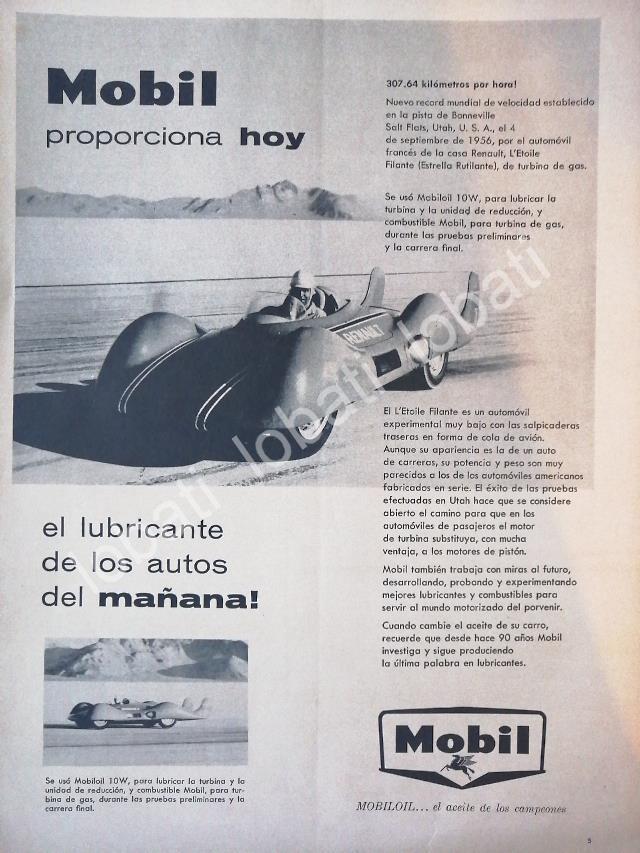 Mobil
proporciona hoy
307.64 kilómetros por hora!
Nuevo record mundial de velocidad establecido
en la pista de Bonneville
Salt Flats, Utah, U. S. A., el 4
de septiembre de 1956, por el automóvil
francés de la casa Renault, L'Etoile
Filante (Estrella Rutilante), de turbina de gas.
Se usó Mobiloil 10W, para lubricar la
turbina y la unidad de reducción, y
combustible Mobil, para turbina de gas,
durante las pruebas preliminares
y la carrera final.
RENAULT
lobati lobati lobati lobati
El L'Etoile Filante es un automóvil
experimental muy bajo con las salpicaderas
traseras en forma de cola de avión.
Aunque su apariencia es la de un auto
de carreras, su potencia y peso son muy
parecidos a los de los automóviles americanos
fabricados en serie. El éxito de las pruebas
efectuadas en Utah hace que se considere
abierto el camino para que en los
automóviles de pasajeros el motor
de turbina substituya, con mucha
ventaja, a los motores de pistón.
Mobil también trabaja con miras al futuro,
desarrollando, probando y experimentando
mejores lubricantes y combustibles para
servir al mundo motorizado del porvenir.
Cuando cambie el aceite de su carro,
recuerde que desde hace 90 años Mobil
investiga y sigue produciendo
la última palabra en lubricantes.
el lubricante
de los autos
del mañana!
Se usó Mobiloil 10W, para lubricar la turbina y la
unidad de reducción, y combustible Mobil, para tur-
bina de gas, durante las pruebas preliminares y la
carrera final.
Mobil
MOBILOIL... el aceite de los campeones
5